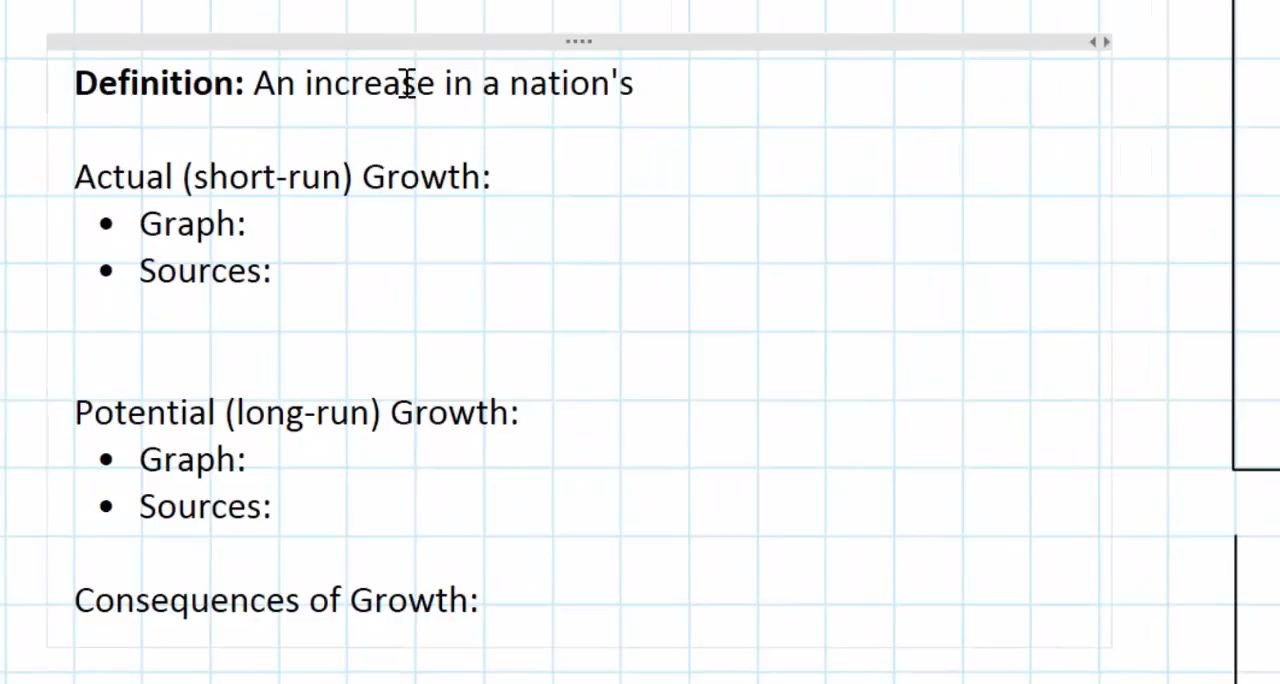 Definition: An increase in a nation's
Actual (short-run) Growth:
• Graph:
• Sources:
Potential (long-run) Growth:
• Graph:
• Sources:
Consequences of Growth: